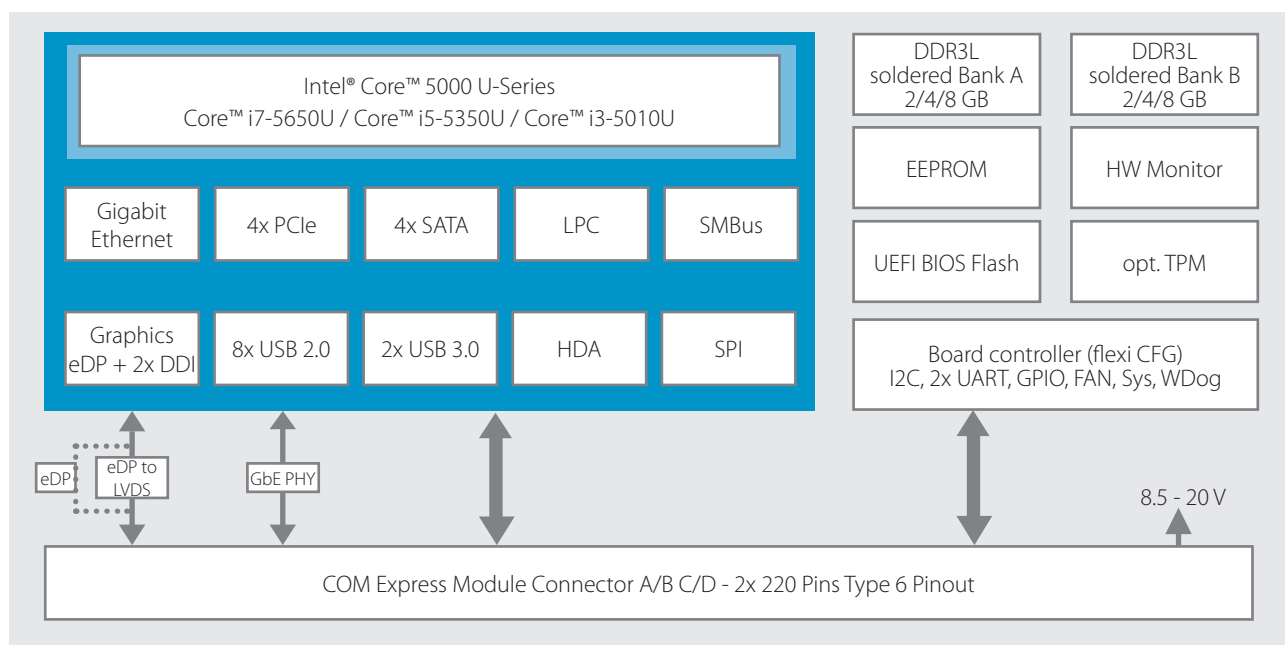 Intel® Core™ 5000 U-Series
Core™ i7-5650U / Core™ i5-5350U / Core™ i3-5010U
DDR3L
soldered Bank A
2/4/8 GB
DDR3L
soldered Bank B
2/4/8 GB
EEPROM
HW Monitor
Gigabit
Ethernet
4x PCIe
4x SATA
LPC
SMBus
UEFI BIOS Flash
opt. TPM
Graphics
eDP + 2x DDI
8x USB 2.0
2x USB 3.0
HDA
SPI
Board controller (flexi CFG)
I2C, 2x UART, GPIO, FAN, Sys, WDog
eDP
eDP to
LVDS
GbE PHY
8.5 - 20 V
COM Express Module Connector A/B C/D - 2x 220 Pins Type 6 Pinout